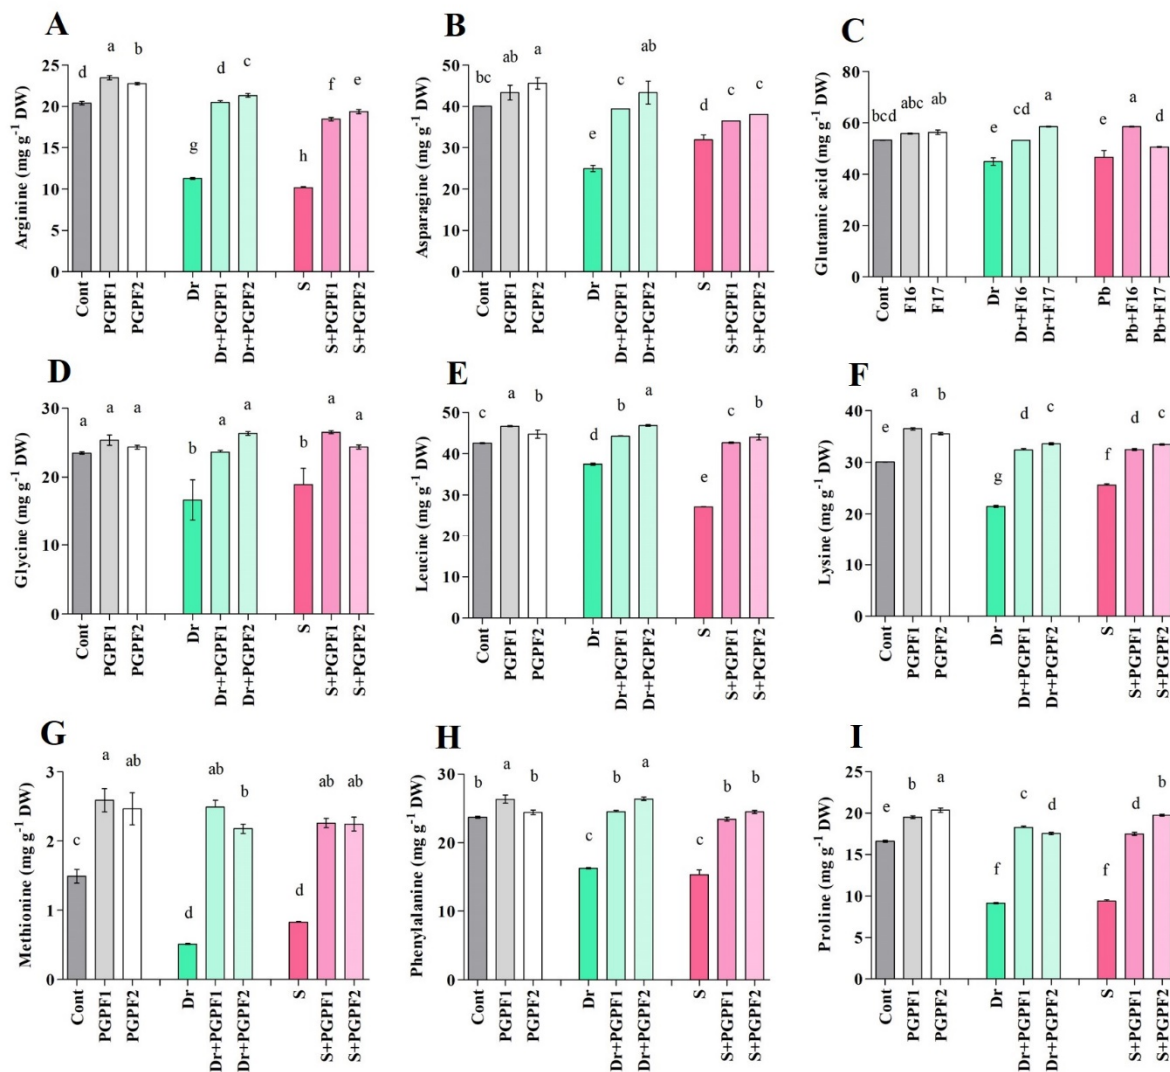 A
Arginine (mg g-1 DW)
25
20
15
10
5
0
d
a
b
g
d
c
h
f
e
Cont
PGPF1
PGPF2
Dr
Dr+PGPF1
Dr+PGPF2
S
S+PGPF1
S+PGPF2
B
Asparagine (mg g-1 DW)
50
40
30
20
10
0
bc
ab
a
e
c
ab
d
c
c
Cont
PGPF1
PGPF2
Dr
Dr+PGPF1
Dr+PGPF2
S
S+PGPF1
S+PGPF2
C
Glutamic acid (mg g-1 DW)
80
60
40
20
0
bcd
abc
ab
e
cd
a
e
a
d
Cont
F16
F17
Dr
Dr+F16
Dr+F17
Pb
Pb+F16
Pb+F17
D
Glycine (mg g-1 DW)
30
20
10
0
a
a
a
b
a
a
b
a
a
Cont
PGPF1
PGPF2
Dr
Dr+PGPF1
Dr+PGPF2
S
S+PGPF1
S+PGPF2
E
Leucine (mg g-1 DW)
50
40
30
20
10
0
c
a
b
d
b
a
e
c
b
Cont
PGPF1
PGPF2
Dr
Dr+PGPF1
Dr+PGPF2
S
S+PGPF1
S+PGPF2
F
Lysine (mg g-1 DW)
40
30
20
10
0
e
a
b
g
d
c
f
d
c
Cont
PGPF1
PGPF2
Dr
Dr+PGPF1
Dr+PGPF2
S
S+PGPF1
S+PGPF2
G
Methionine (mg g-1 DW)
3
2
1
0
c
a
ab
d
ab
b
d
ab
ab
Cont
PGPF1
PGPF2
Dr
Dr+PGPF1
Dr+PGPF2
S
S+PGPF1
S+PGPF2
H
Phenylalanine (mg g-1 DW)
30
20
10
0
b
a
b
c
b
a
c
b
b
Cont
PGPF1
PGPF2
Dr
Dr+PGPF1
Dr+PGPF2
S
S+PGPF1
S+PGPF2
I
Proline (mg g-1 DW)
25
20
15
10
5
0
e
b
a
f
c
d
f
d
b
Cont
PGPF1
PGPF2
Dr
Dr+PGPF1
Dr+PGPF2
S
S+PGPF1
S+PGPF2